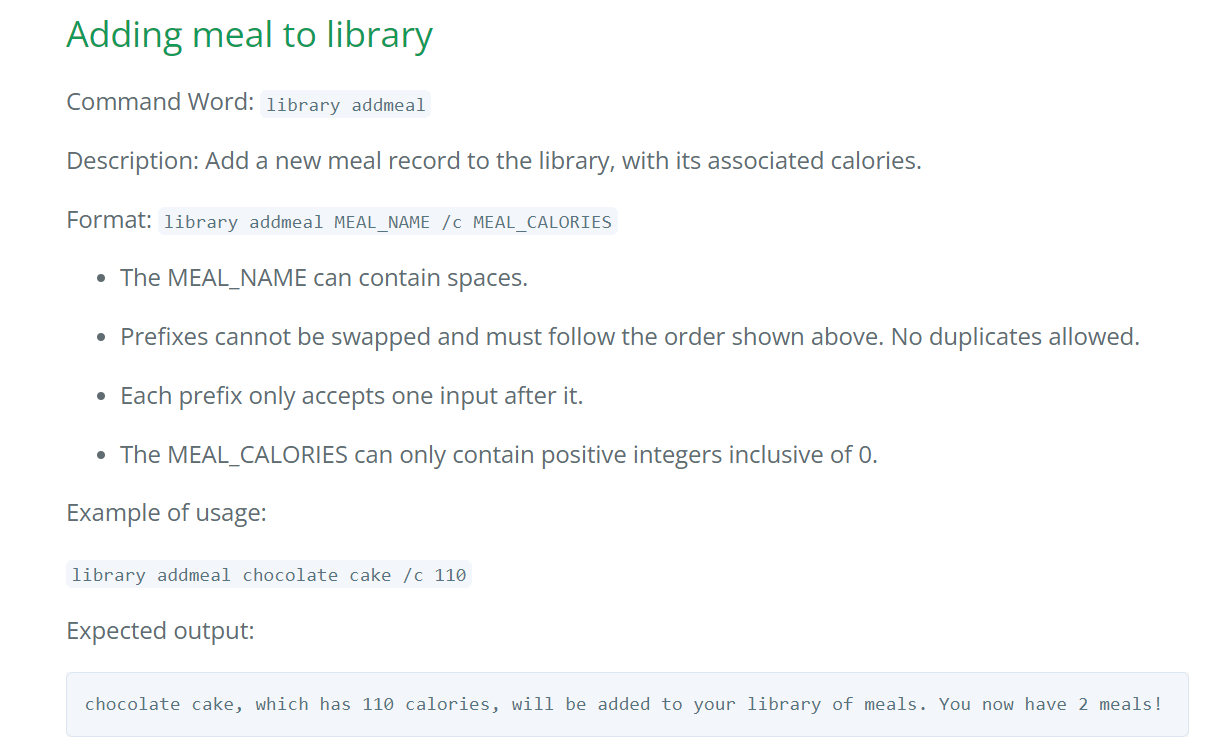 Adding meal to library
Command Word: library addmeal
Description: Add a new meal record to the library, with its associated calories.
Format: library addmeal MEAL_NAME /c MEAL_CALORIES
• The MEAL_NAME can contain spaces.
• Prefixes cannot be swapped and must follow the order shown above. No duplicates allowed.
• Each prefix only accepts one input after it.
• The MEAL_CALORIES can only contain positive integers inclusive of 0.
Example of usage:
library addmeal chocolate cake /c 110
Expected output:
chocolate cake, which has 110 calories, will be added to your library of meals. You now have 2 meals!